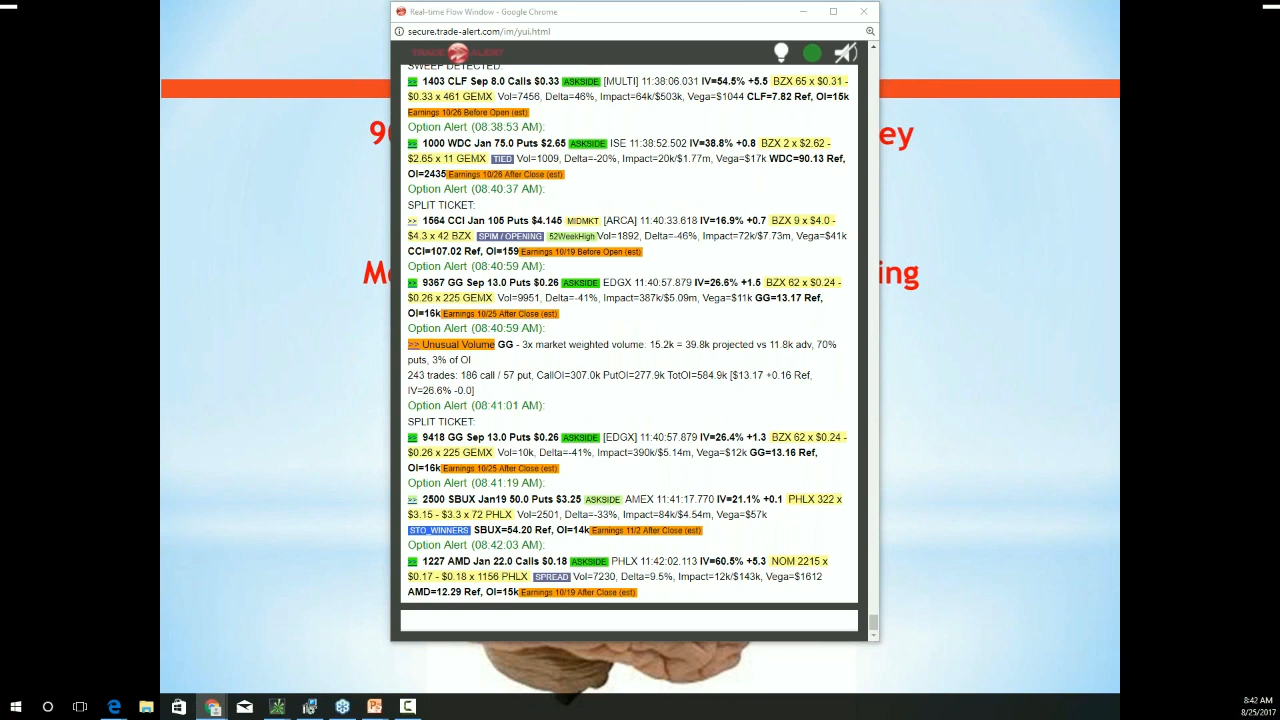 Real-time Flow Window - Google Chrome
secure.trade-alert.com/im/yui.html
TRADE ALERT
SWEEP DETECTED:
>> 1403 CLF Sep 8.0 Calls $0.33 ASKSIDE [MULTI] 11:38:06.031 IV=54.5% +5.5 BZX 65 x $0.31 -
$0.33 x 461 GEMX Vol=7456, Delta=46%, Impact=64k/$503k, Vega=$1044 CLF=7.82 Ref, OI=15k
Earnings 10/26 Before Open (est)
Option Alert (08:38:53 AM):
>> 1000 WDC Jan 75.0 Puts $2.65 ASKSIDE ISE 11:38:52.502 IV=38.8% +0.8 BZX 2 x $2.62 -
$2.65 x 11 GEMX TIED Vol=1009, Delta=-20%, Impact=20k/$1.77m, Vega=$17k WDC=90.13 Ref,
OI=2435 Earnings 10/26 After Close (est)
Option Alert (08:40:37 AM):
SPLIT TICKET:
>> 1564 CCI Jan 105 Puts $4.145 MIDMKT [ARCA] 11:40:33.618 IV=16.9% +0.7 BZX 9 x $4.0 -
$4.3 x 42 BZX SPIM / OPENING 52WeekHigh Vol=1892, Delta=-46%, Impact=72k/$7.73m, Vega=$41k
CCI=107.02 Ref, OI=159 Earnings 10/19 Before Open (est)
Option Alert (08:40:59 AM):
>> 9367 GG Sep 13.0 Puts $0.26 ASKSIDE EDGX 11:40:57.879 IV=26.6% +1.5 BZX 62 x $0.24 -
$0.26 x 225 GEMX Vol=9951, Delta=-41%, Impact=387k/$5.09m, Vega=$11k GG=13.17 Ref,
OI=16k Earnings 10/25 After Close (est)
Option Alert (08:40:59 AM):
>> Unusual Volume GG - 3x market weighted volume: 15.2k = 39.8k projected vs 11.8k adv, 70%
puts, 3% of OI
243 trades: 186 call / 57 put, CallOI=307.0k PutOI=277.9k TotOI=584.9k [$13.17 +0.16 Ref,
IV=26.6% -0.0]
Option Alert (08:41:01 AM):
SPLIT TICKET:
>> 9418 GG Sep 13.0 Puts $0.26 ASKSIDE [EDGX] 11:40:57.879 IV=26.4% +1.3 BZX 62 x $0.24 -
$0.26 x 225 GEMX Vol=10k, Delta=-41%, Impact=390k/$5.14m, Vega=$12k GG=13.16 Ref,
OI=16k Earnings 10/25 After Close (est)
Option Alert (08:41:19 AM):
>> 2500 SBUX Jan19 50.0 Puts $3.25 ASKSIDE AMEX 11:41:17.770 IV=21.1% +0.1 PHLX 322 x
$3.15 - $3.3 x 72 PHLX Vol=2501, Delta=-33%, Impact=84k/$4.54m, Vega=$57k
STO_WINNERS SBUX=54.20 Ref, OI=14k Earnings 11/2 After Close (est)
Option Alert (08:42:03 AM):
>> 1227 AMD Jan 22.0 Calls $0.18 ASKSIDE PHLX 11:42:02.113 IV=60.5% +5.3 NOM 2215 x
$0.17 - $0.18 x 1156 PHLX SPREAD Vol=7230, Delta=9.5%, Impact=12k/$143k, Vega=$1612
AMD=12.29 Ref, OI=15k Earnings 10/19 After Close (est)
8:42 AM
8/25/2017